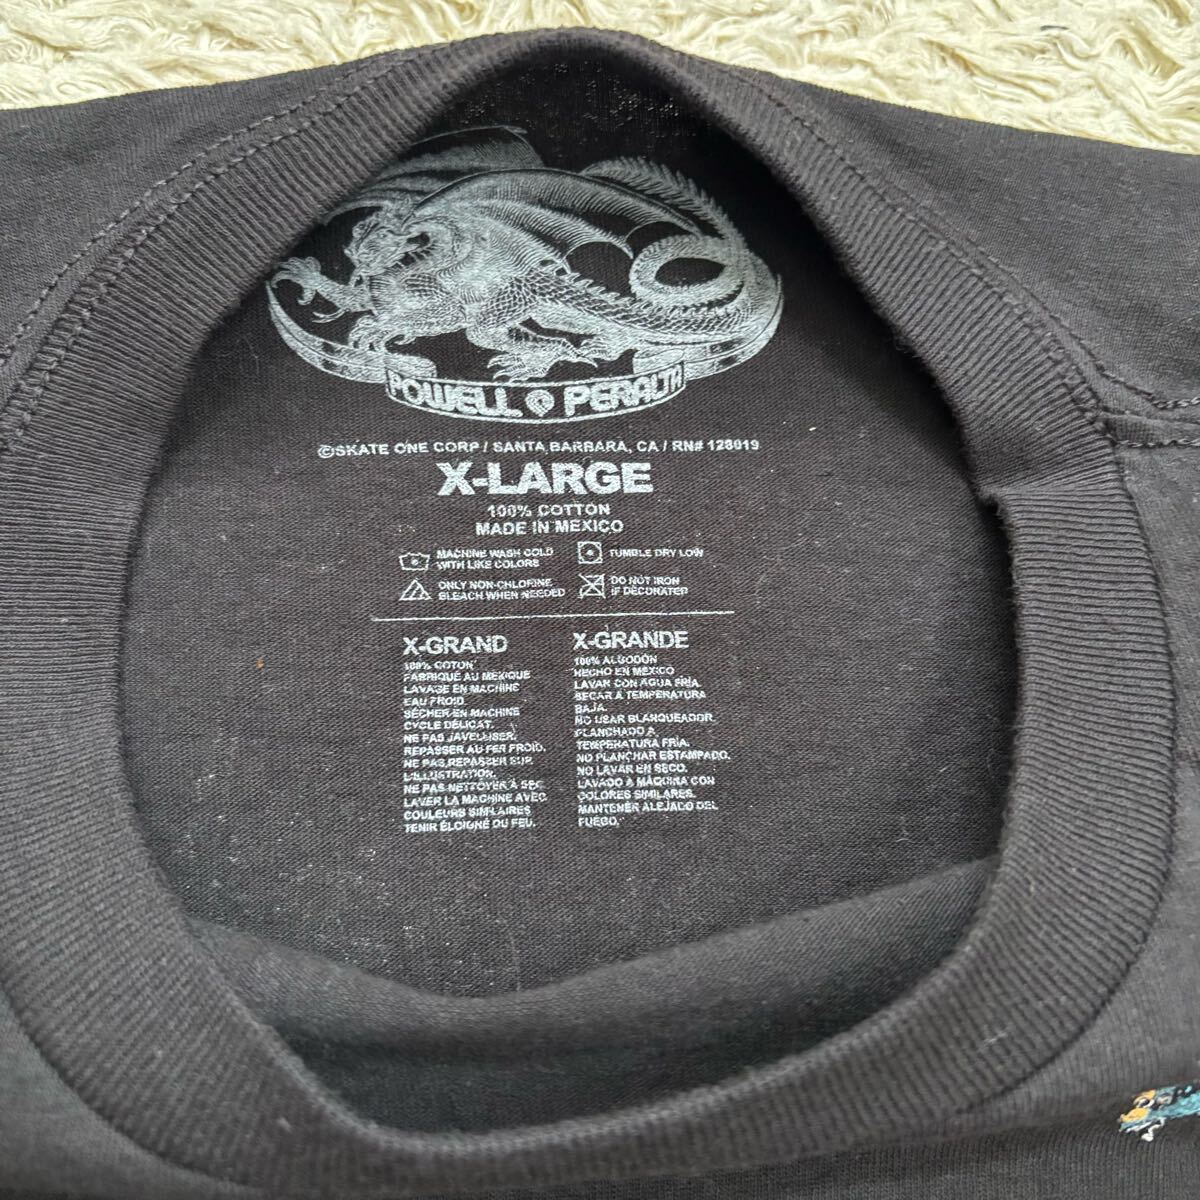 POWELL PERALTA
©SKATE ONE CORP / SANTA BARBARA, CA / RN# 128019
X-LARGE
100% COTTON
MADE IN MEXICO
MACHINE WASH COLD
WITH LIKE COLORS
TUMBLE DRY LOW
ONLY NON-CHLORINE
BLEACH WHEN NEEDED
DO NOT IRON
IF DECORATED
X-GRAND
100% COTON
FABRIQUÉ AU MEXIQUE
LAVAGE EN MACHINE
EAU FROID
SÉCHER EN MACHINE
CYCLE DÉLICAT.
NE PAS JAVELLISER.
REPASSER AU FER FROID.
NE PAS REPASSER SUR
L'ILLUSTRATION.
NE PAS NETTOYER À SEC
LAVER LA MACHINE AVEC
COULEURS SIMILAIRES
TENIR ÉLOIGNÉ DU FEU.
X-GRANDE
100% ALGODÓN
HECHO EN MEXICO
LAVAR CON AGUA FRIA
SECAR A TEMPERATURA
BAJA.
NO USAR BLANQUEADOR.
PLANCHADO A
TEMPERATURA FRÍA.
NO PLANCHAR ESTAMPADO.
NO LAVAR EN SECO.
LAVADO A MÁQUINA CON
COLORES SIMILARES.
MANTENER ALEJADO DEL
FUEGO.